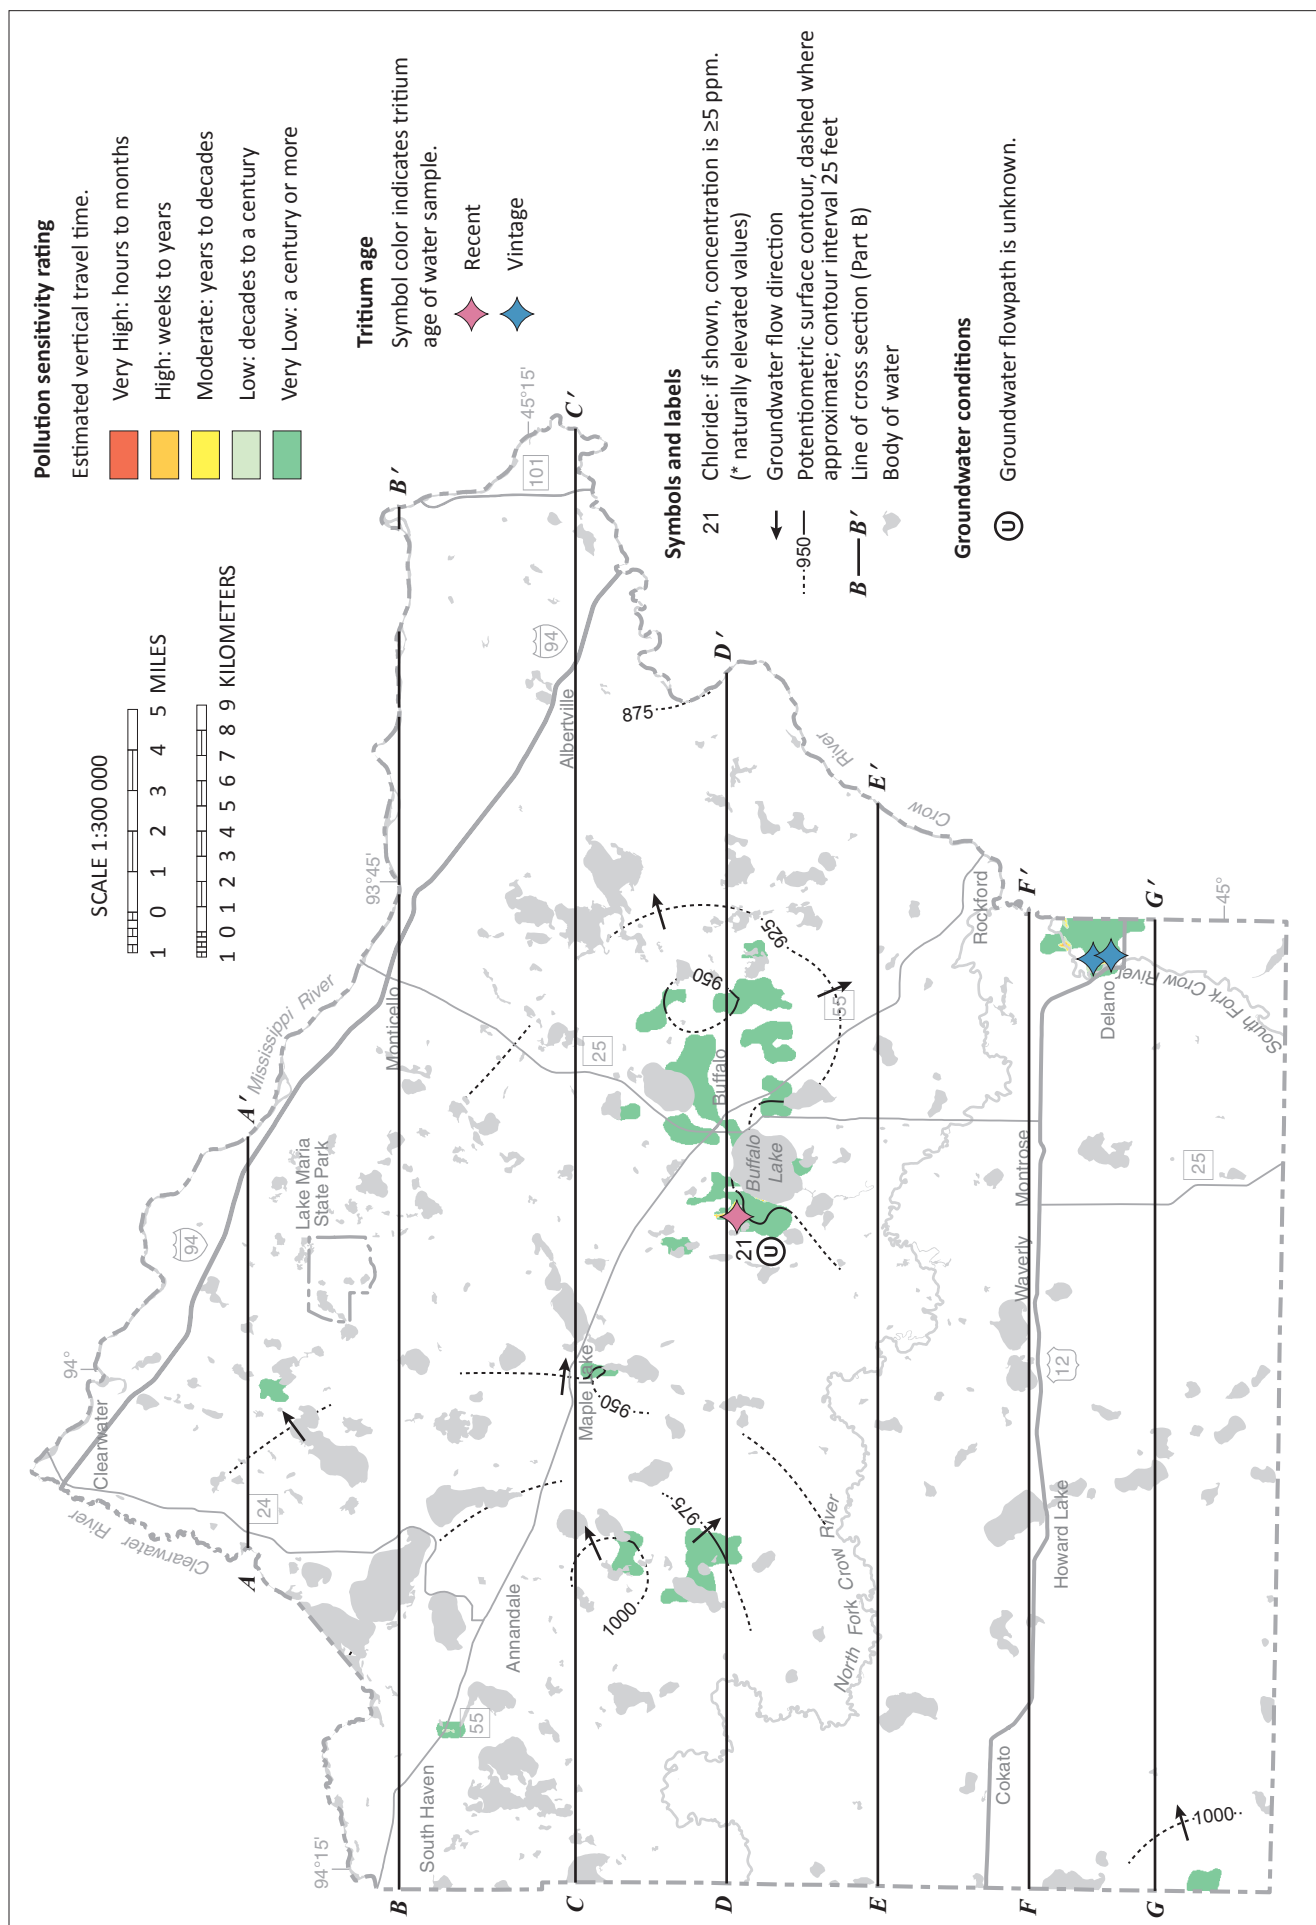 Pollution sensitivity rating
Estimated vertical travel time.
Very High: hours to months
High: weeks to years
Moderate: years to decades
Low: decades to a century
Very Low: a century or more
Tritium age
Symbol color indicates tritium
age of water sample.
Recent
Vintage
Symbols and labels
21 Chloride: if shown, concentration is ≥5 ppm.
(* naturally elevated values)
Groundwater flow direction
950 Potentiometric surface contour, dashed where
approximate; contour interval 25 feet
B B′ Line of cross section (Part B)
Body of water
Groundwater conditions
U Groundwater flowpath is unknown.
SCALE 1:300 000
1 0 1 2 3 4 5 MILES
1 0 1 2 3 4 5 6 7 8 9 KILOMETERS
94°15'
94°
93°45'
45°15'
45°
A
A′
B
B′
C
C′
D
D′
E
E′
F
F′
G
G′
Clearwater
Clearwater River
24
94
Mississippi River
Lake Maria
State Park
Monticello
25
94
Albertville
101
South Haven
55
Annandale
Maple Lake
Buffalo
Buffalo
Lake
21
U
55
1000
975
950
950
925
875
River
Crow
North Fork Crow River
Rockford
Cokato
Howard Lake
12
Waverly
Montrose
25
Delano
South Fork Crow River
1000